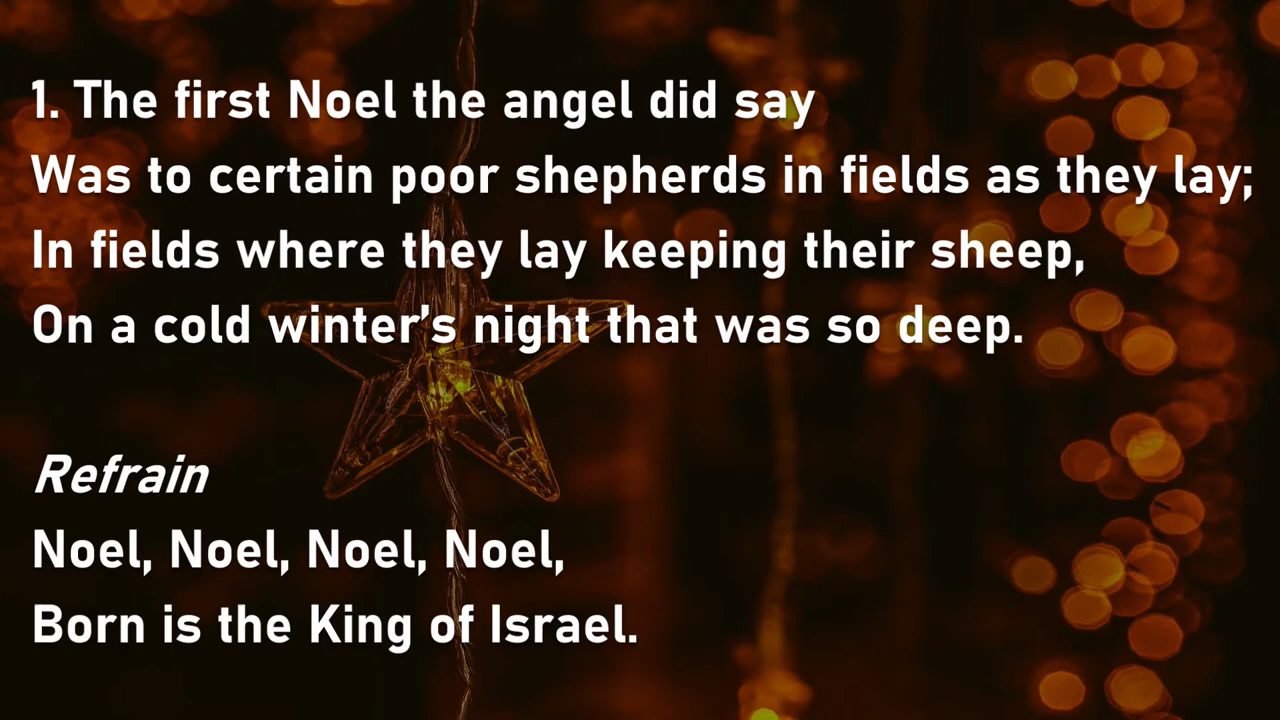 1. The first Noel the angel did say
Was to certain poor shepherds in fields as they lay;
In fields where they lay keeping their sheep,
On a cold winter’s night that was so deep.
Refrain
Noel, Noel, Noel, Noel,
Born is the King of Israel.